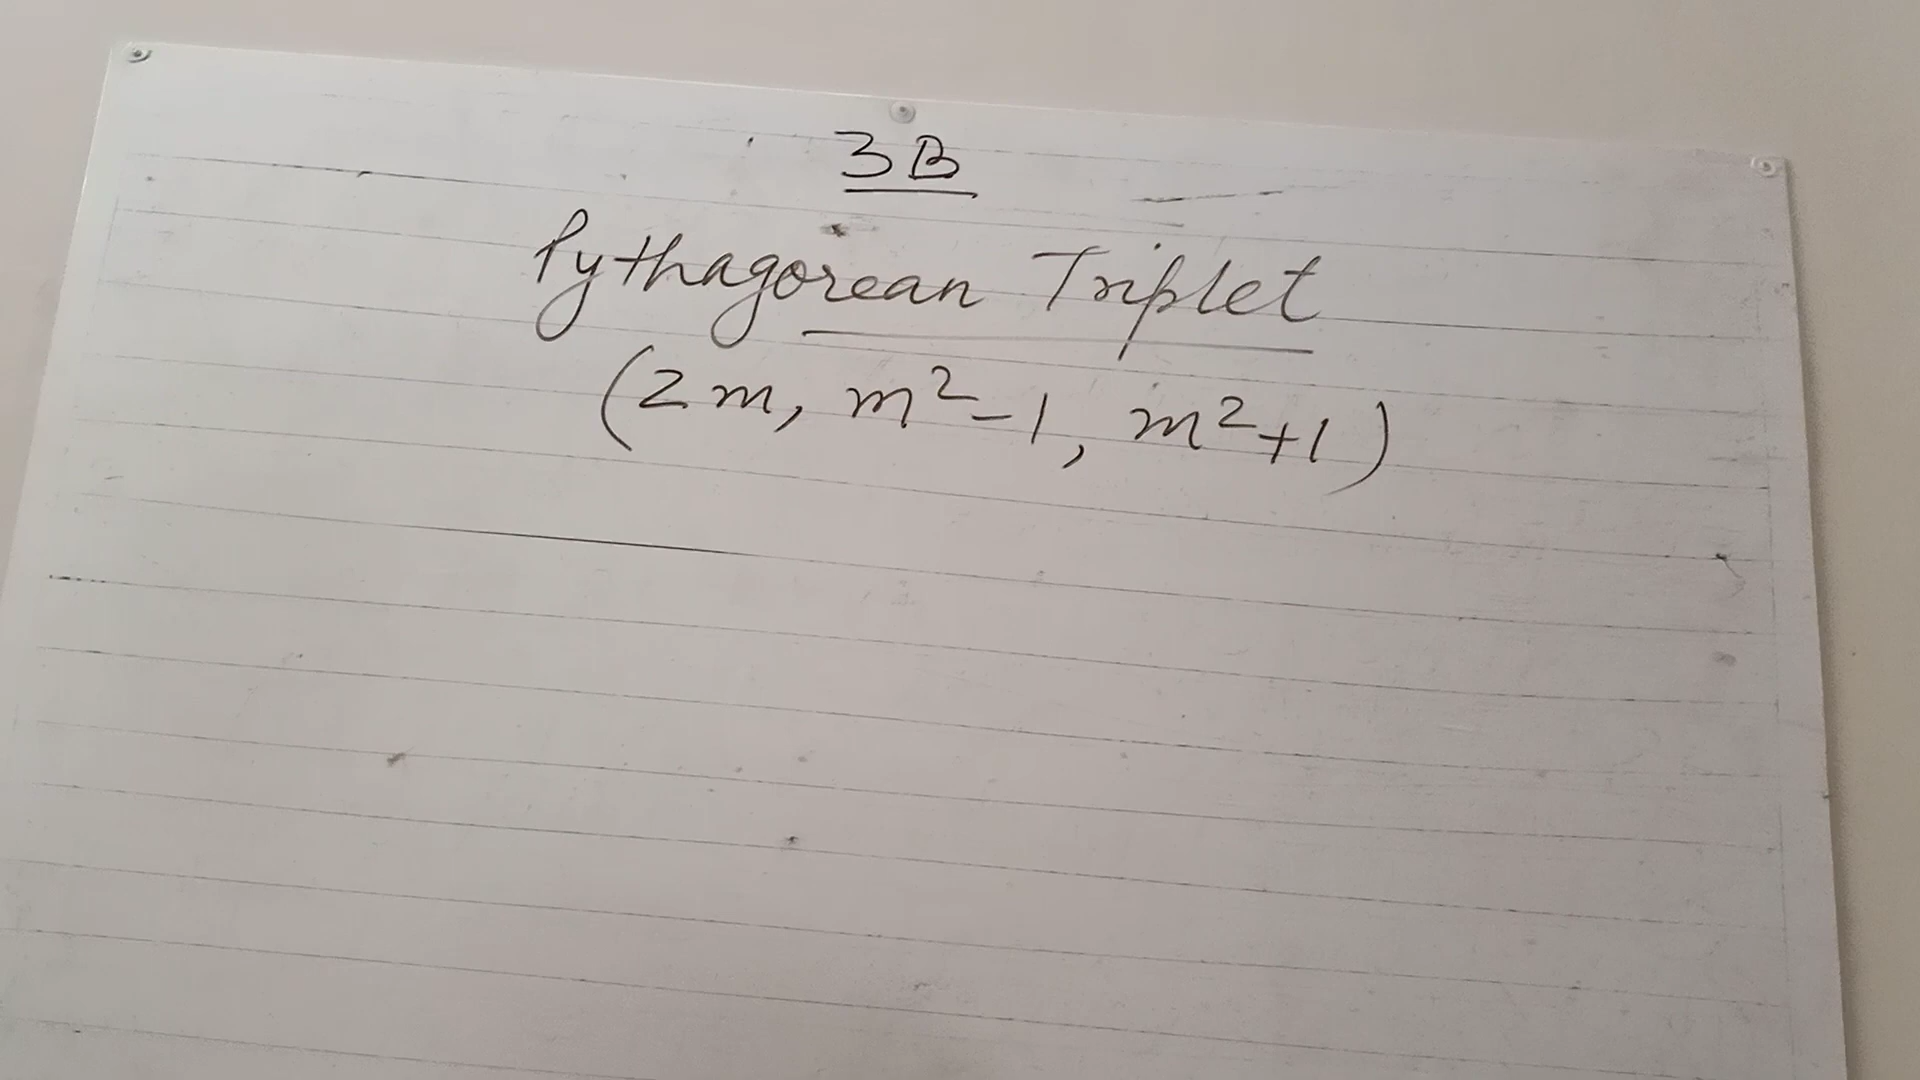 3B
Pythagorean Triplet
(2m, m²-1, m²+1)